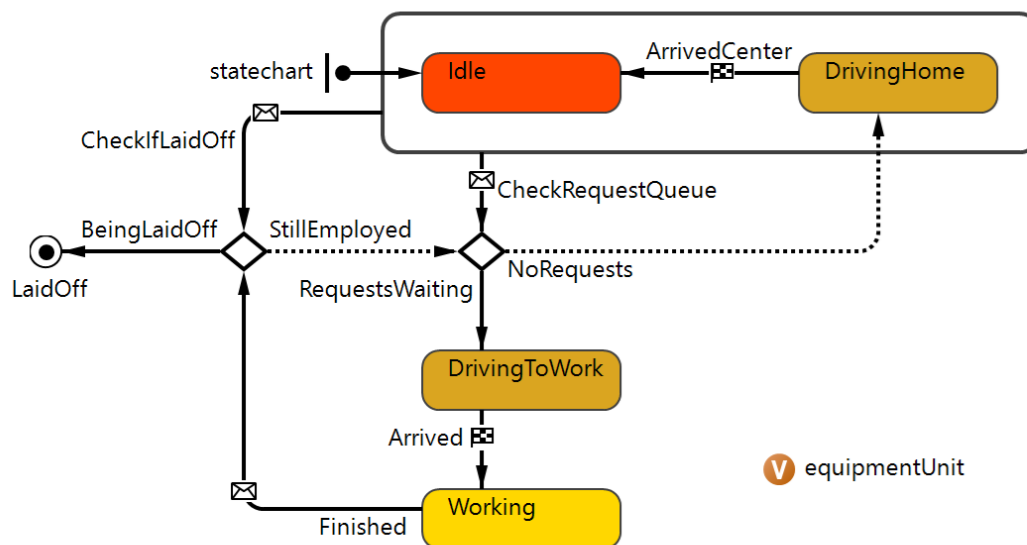 ArrivedCenter
statechart
Idle
DrivingHome
CheckIfLaidOff
CheckRequestQueue
BeingLaidOff
StillEmployed
NoRequests
LaidOff
RequestsWaiting
DrivingToWork
Arrived
V equipmentUnit
Working
Finished